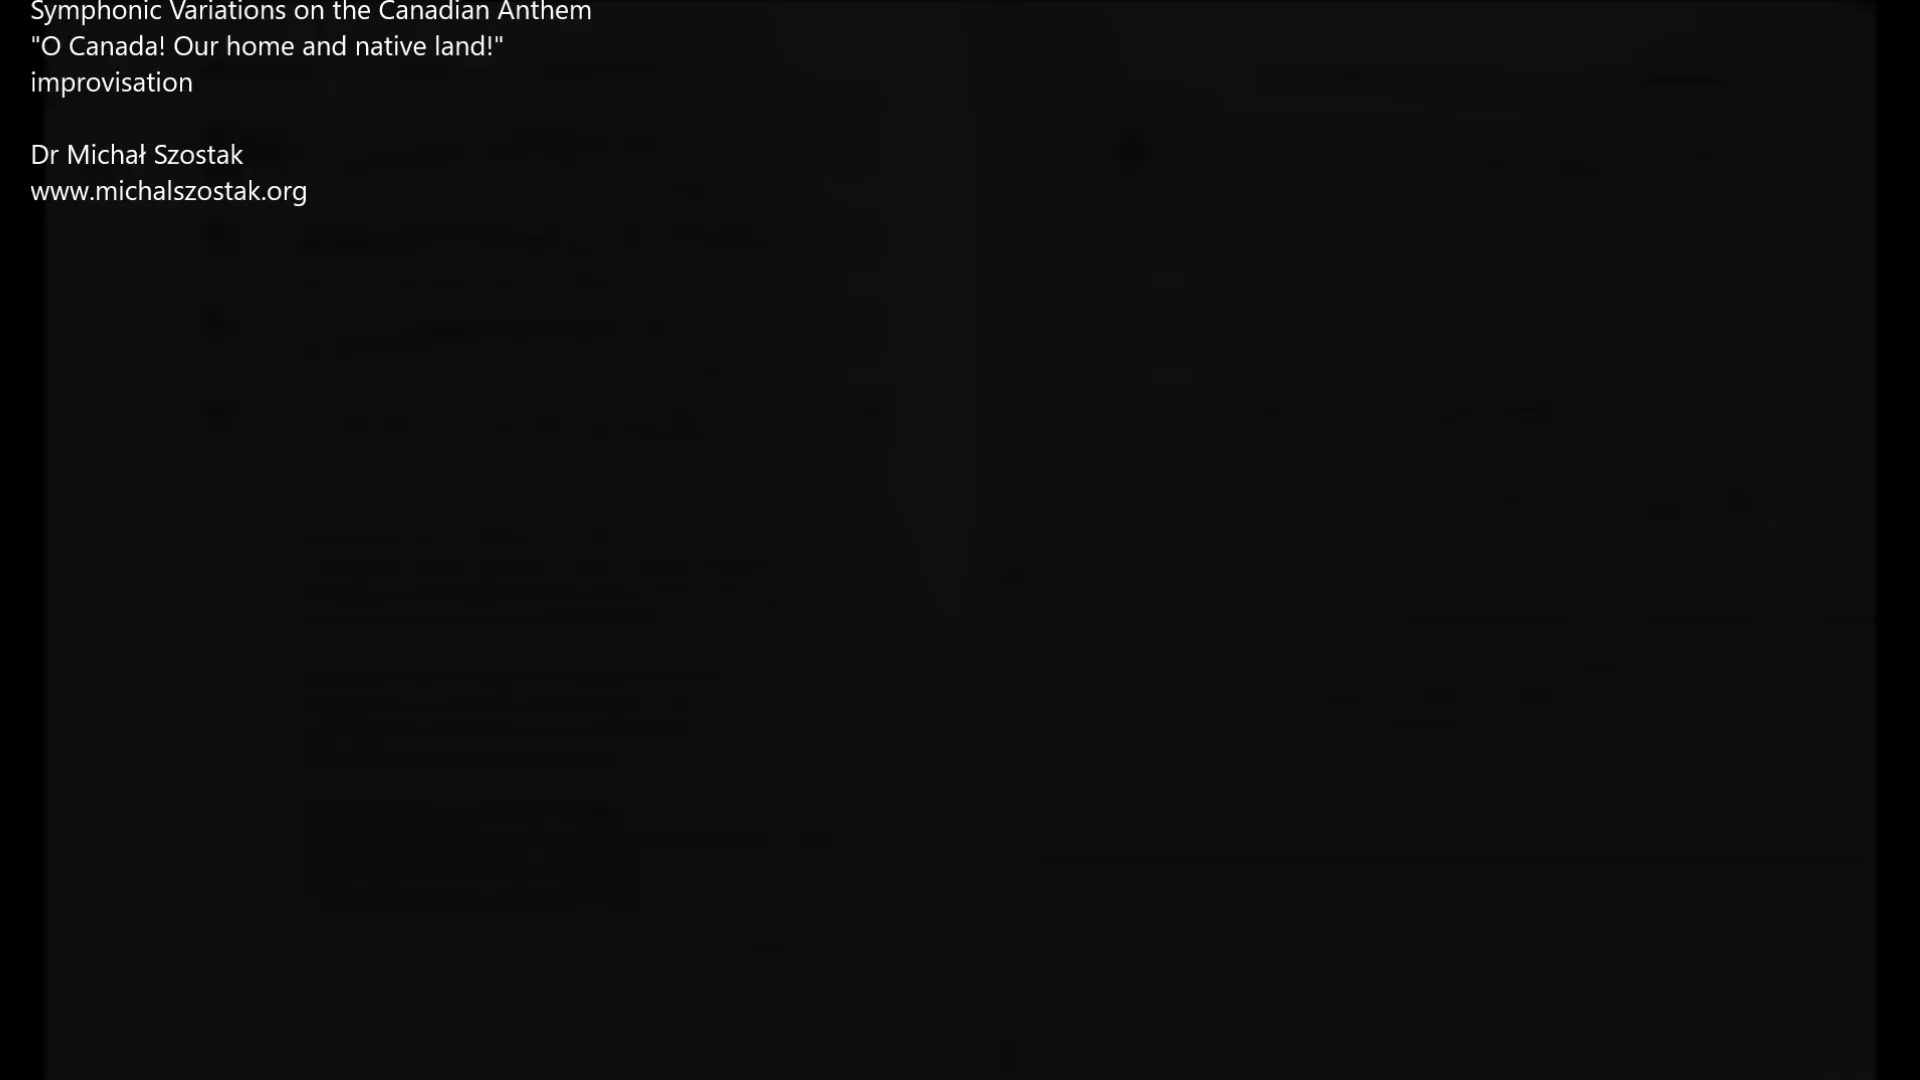 Symphonic Variations on the Canadian Anthem
"O Canada! Our home and native land!"
improvisation
Dr Michał Szostak
www.michalszostak.org